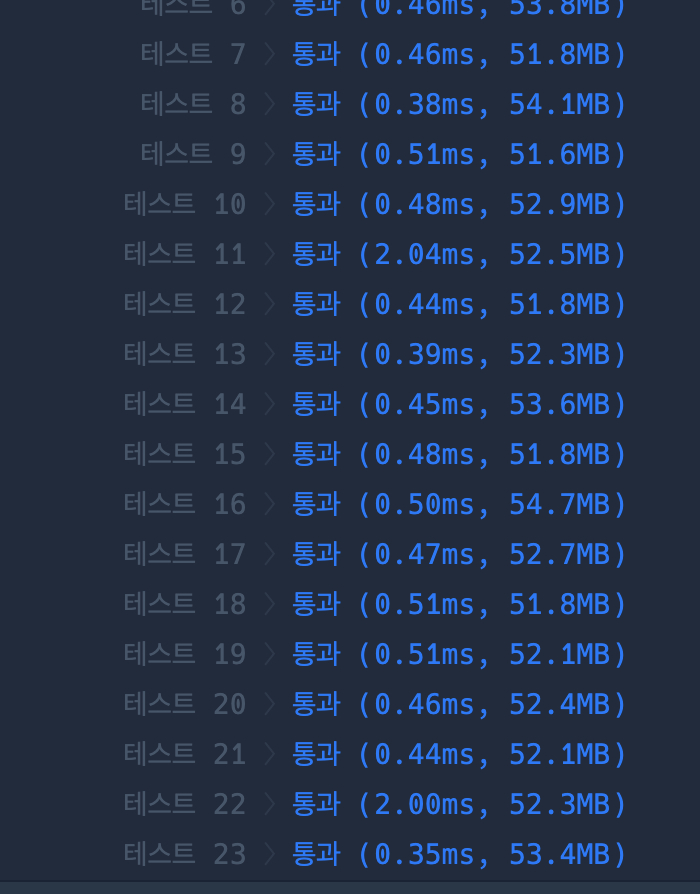 테스트 6 〉 통과 (0.46ms, 53.8MB)
테스트 7 〉 통과 (0.46ms, 51.8MB)
테스트 8 〉 통과 (0.38ms, 54.1MB)
테스트 9 〉 통과 (0.51ms, 51.6MB)
테스트 10 〉 통과 (0.48ms, 52.9MB)
테스트 11 〉 통과 (2.04ms, 52.5MB)
테스트 12 〉 통과 (0.44ms, 51.8MB)
테스트 13 〉 통과 (0.39ms, 52.3MB)
테스트 14 〉 통과 (0.45ms, 53.6MB)
테스트 15 〉 통과 (0.48ms, 51.8MB)
테스트 16 〉 통과 (0.50ms, 54.7MB)
테스트 17 〉 통과 (0.47ms, 52.7MB)
테스트 18 〉 통과 (0.51ms, 51.8MB)
테스트 19 〉 통과 (0.51ms, 52.1MB)
테스트 20 〉 통과 (0.46ms, 52.4MB)
테스트 21 〉 통과 (0.44ms, 52.1MB)
테스트 22 〉 통과 (2.00ms, 52.3MB)
테스트 23 〉 통과 (0.35ms, 53.4MB)